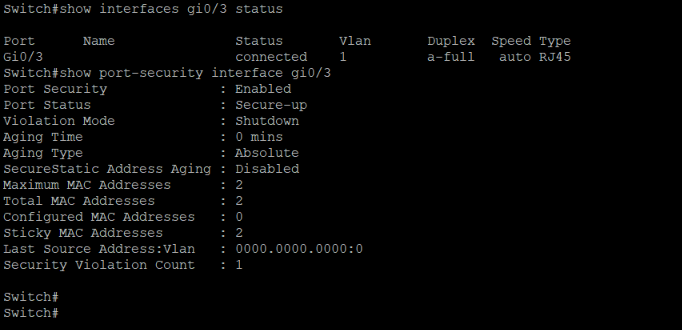 Switch#show interfaces gi0/3 status
Port      Name               Status       Vlan       Duplex  Speed Type
Gi0/3                        connected    1          a-full   auto RJ45
Switch#show port-security interface gi0/3
Port Security              : Enabled
Port Status                : Secure-up
Violation Mode             : Shutdown
Aging Time                 : 0 mins
Aging Type                 : Absolute
SecureStatic Address Aging : Disabled
Maximum MAC Addresses      : 2
Total MAC Addresses        : 2
Configured MAC Addresses   : 0
Sticky MAC Addresses       : 2
Last Source Address:Vlan   : 0000.0000.0000:0
Security Violation Count   : 1
Switch#
Switch#